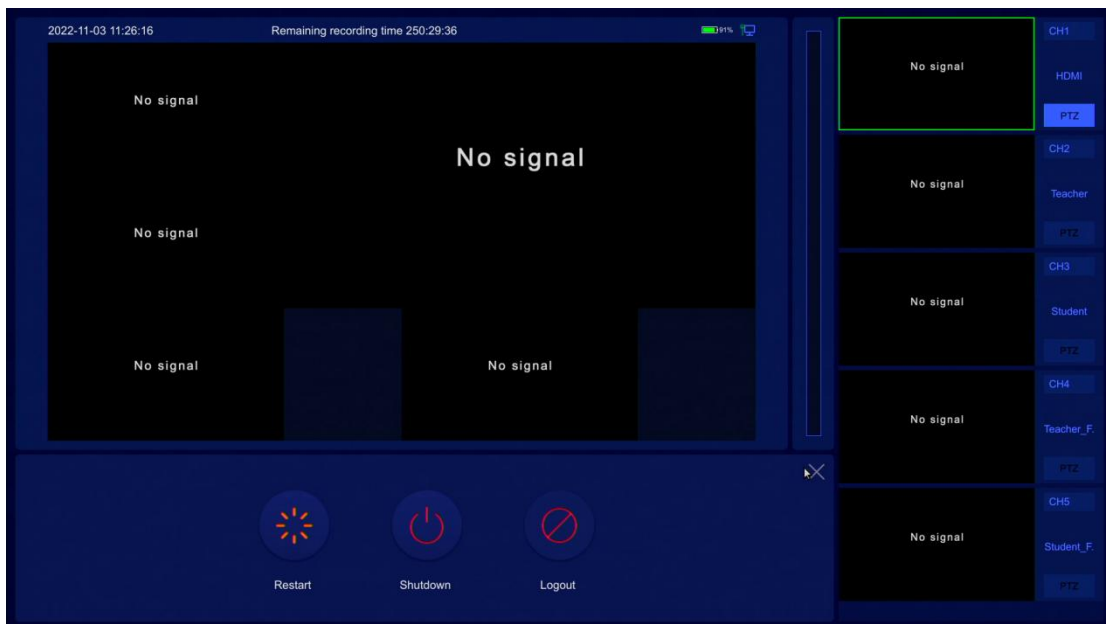 2022-11-03 11:26:16 Remaining recording time 250:29:36 91%
No signal
No signal
No signal
No signal
No signal
Restart Shutdown Logout
No signal
CH1
HDMI
PTZ
No signal
CH2
Teacher
PTZ
No signal
CH3
Student
PTZ
No signal
CH4
Teacher_F.
PTZ
No signal
CH5
Student_F.
PTZ